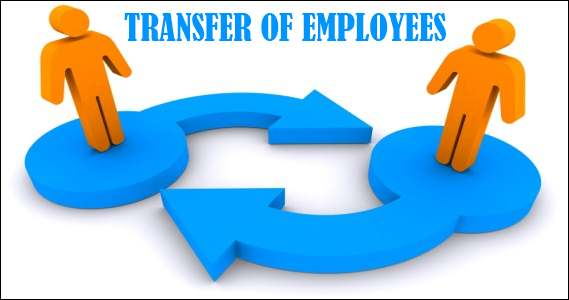 TRANSFER OF EMPLOYEES